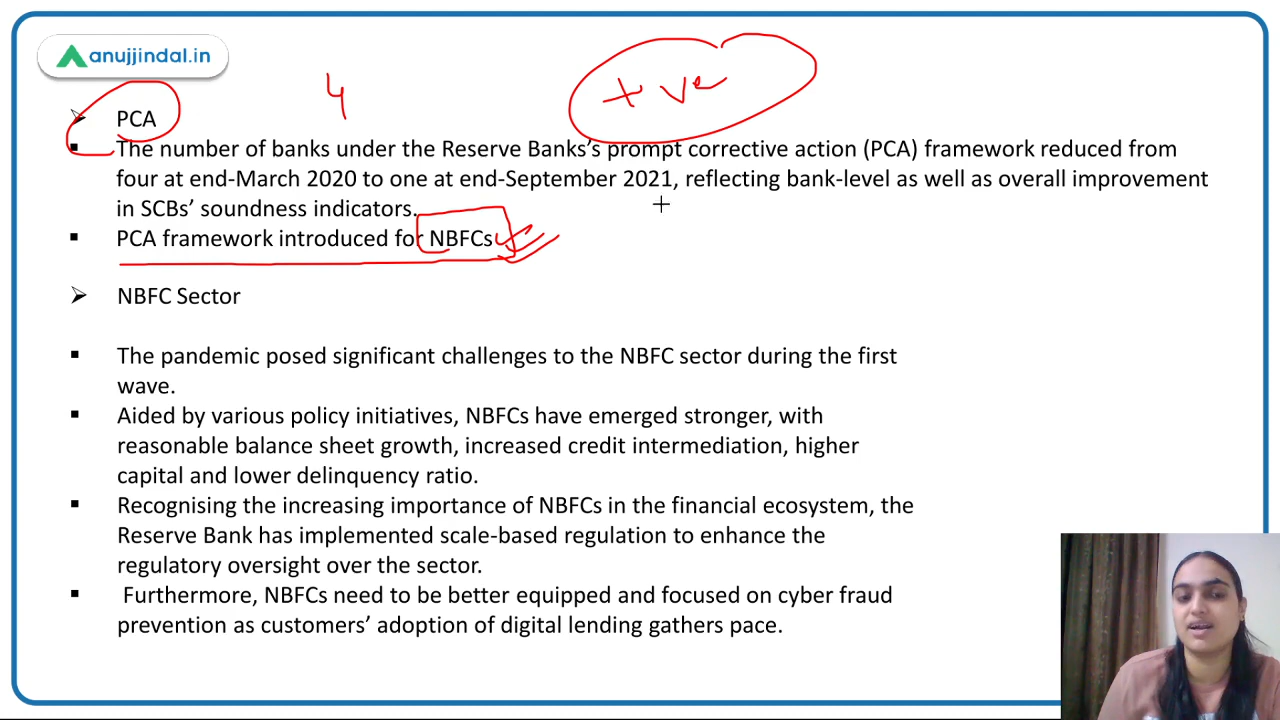 anujjindal.in
4
+ve
PCA
The number of banks under the Reserve Banks’s prompt corrective action (PCA) framework reduced from
four at end-March 2020 to one at end-September 2021, reflecting bank-level as well as overall improvement
in SCBs’ soundness indicators.
PCA framework introduced for NBFCs
NBFC Sector
The pandemic posed significant challenges to the NBFC sector during the first
wave.
Aided by various policy initiatives, NBFCs have emerged stronger, with
reasonable balance sheet growth, increased credit intermediation, higher
capital and lower delinquency ratio.
Recognising the increasing importance of NBFCs in the financial ecosystem, the
Reserve Bank has implemented scale-based regulation to enhance the
regulatory oversight over the sector.
Furthermore, NBFCs need to be better equipped and focused on cyber fraud
prevention as customers’ adoption of digital lending gathers pace.